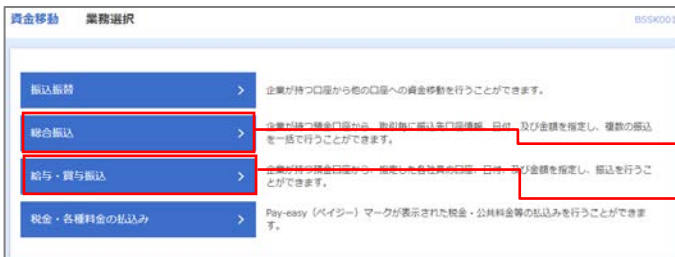 資金移動 業務選択 BSSK001
振込振替 > 企業が持つ口座から他の口座への資金移動を行うことができます。
総合振込 > 企業が持つ預金口座から、取引毎に振込先口座情報、日付、及び金額を指定し、複数の振込
を一括で行うことができます。
給与・賞与振込 > 企業が持つ預金口座から、指定した各社員の口座、日付、及び金額を指定し、振込を行うこ
とができます。
税金・各種料金の払込み > Pay-easy（ペイジー）マークが表示された税金・公共料金等の払込みを行うことができま
す。